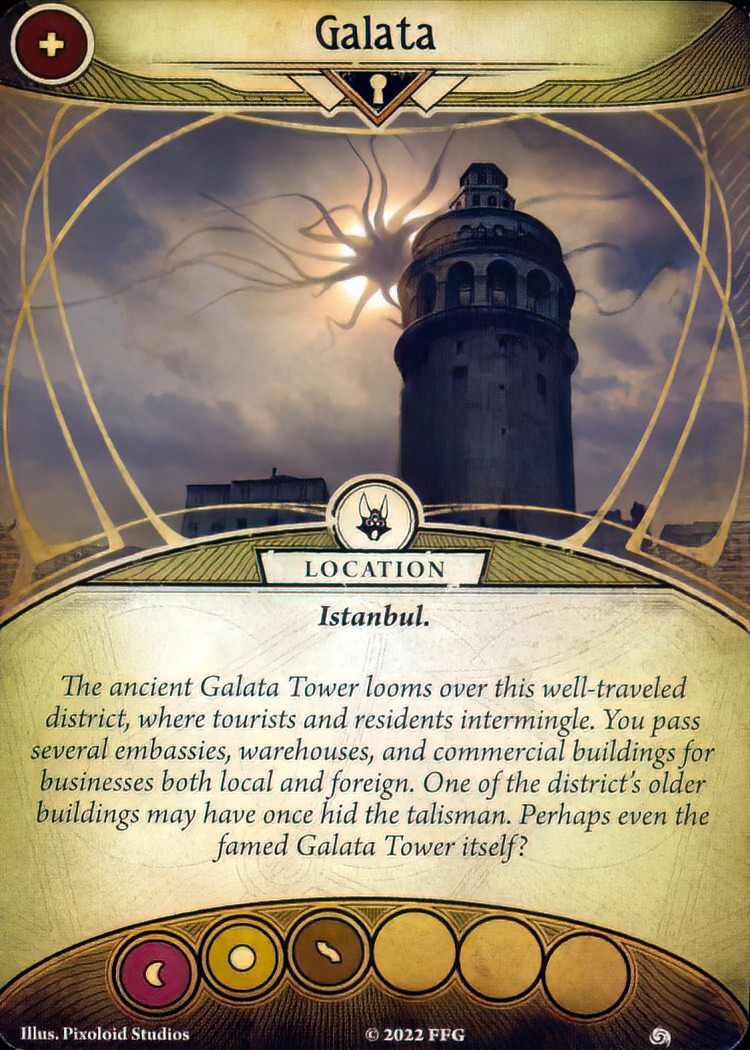 Galata
LOCATION
Istanbul.
The ancient Galata Tower looms over this well-traveled
district, where tourists and residents intermingle. You pass
several embassies, warehouses, and commercial buildings for
businesses both local and foreign. One of the district's older
buildings may have once hid the talisman. Perhaps even the
famed Galata Tower itself?
Illus. Pixoloid Studios
© 2022 FFG